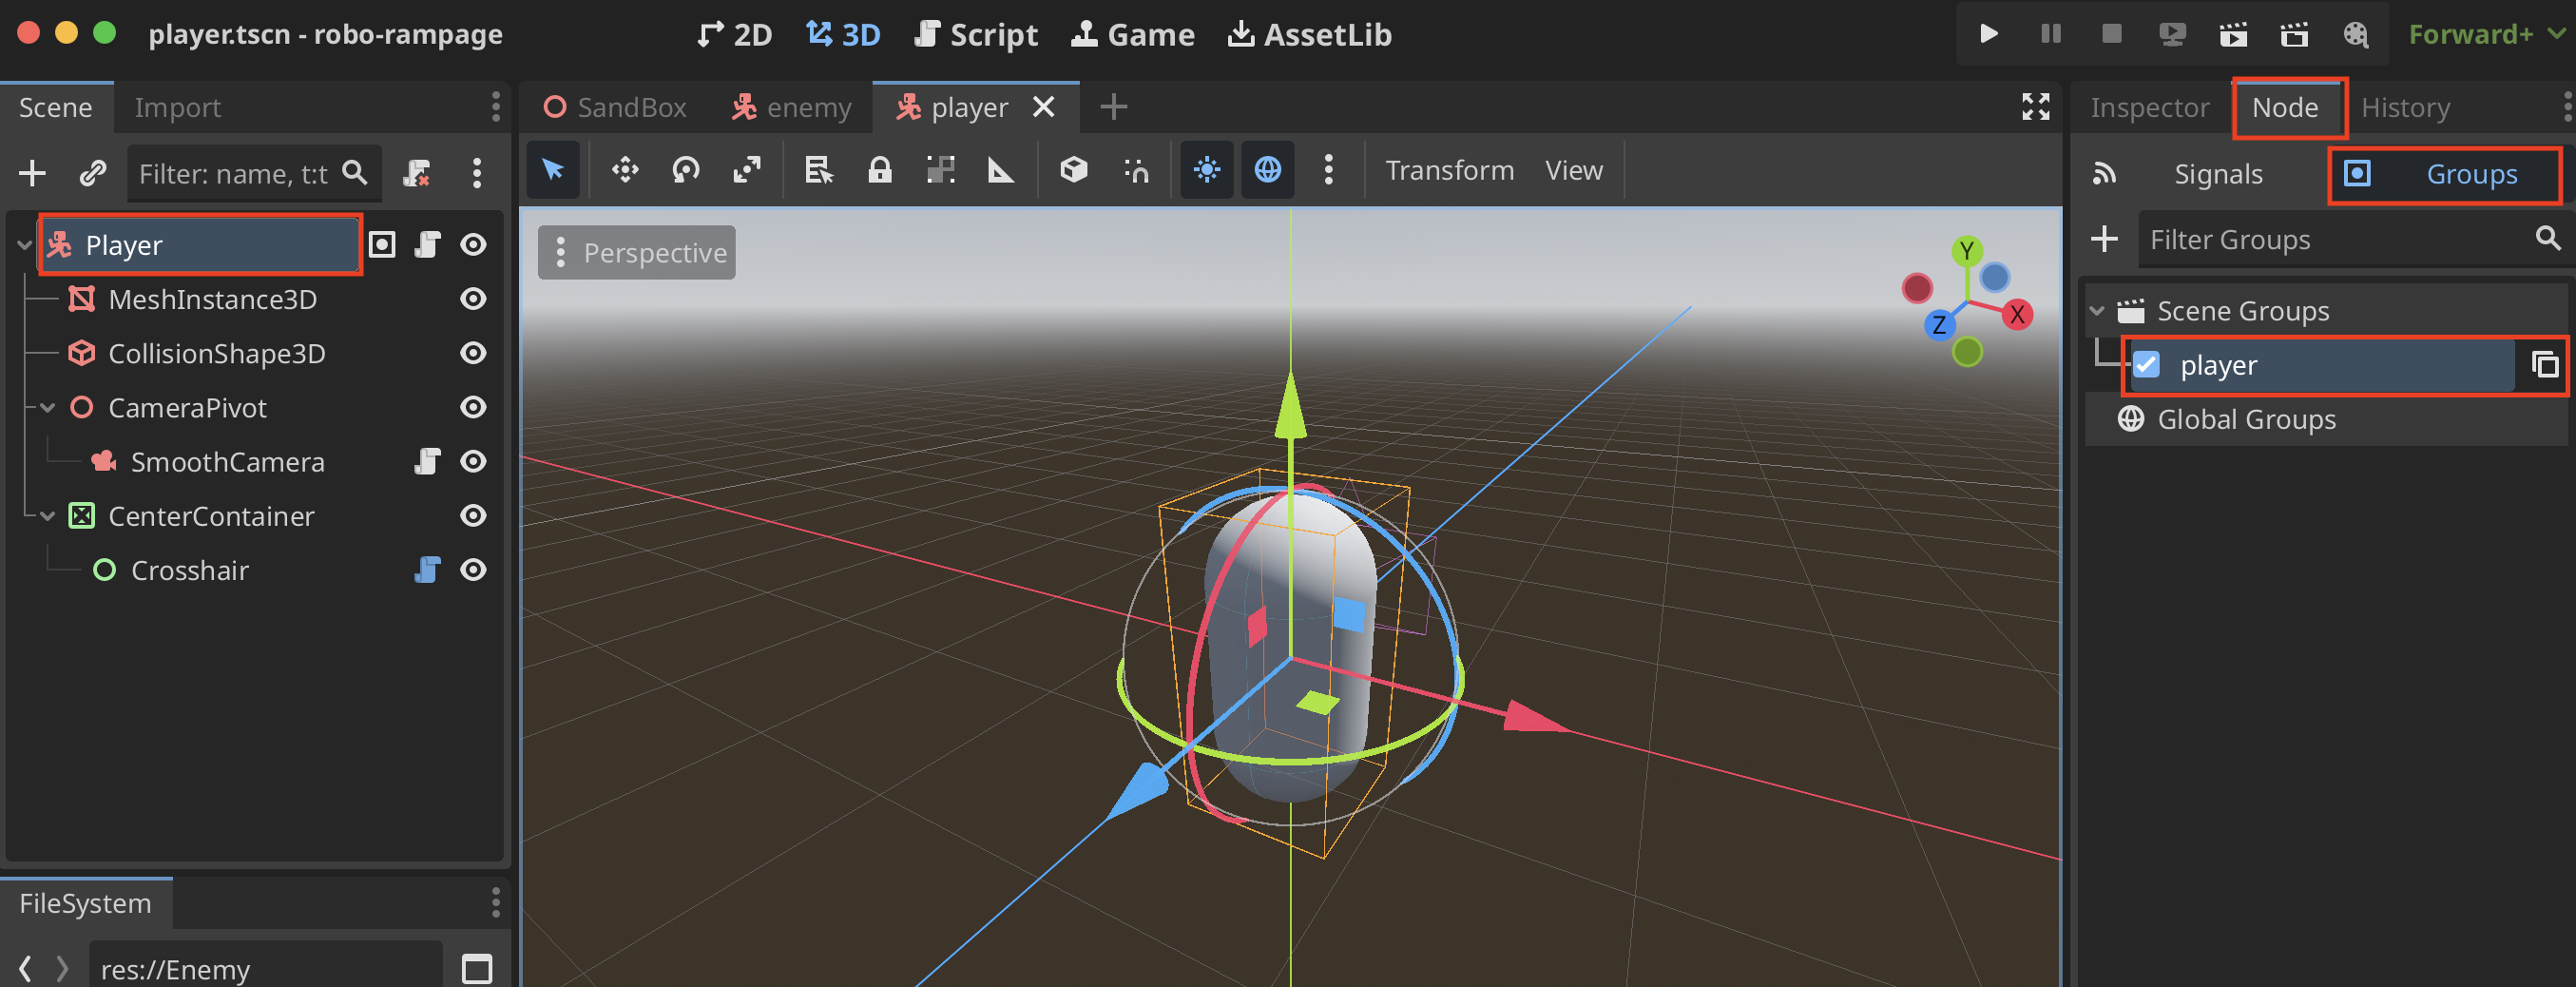 player.tscn - robo-rampage
2D 3D Script Game AssetLib
Forward+
Scene Import
Filter: name, t:t
Player
MeshInstance3D
CollisionShape3D
CameraPivot
SmoothCamera
CenterContainer
Crosshair
FileSystem
res://Enemy
SandBox enemy player
Transform View
Perspective
Y
X
Z
Inspector Node History
Signals Groups
Filter Groups
Scene Groups
player
Global Groups